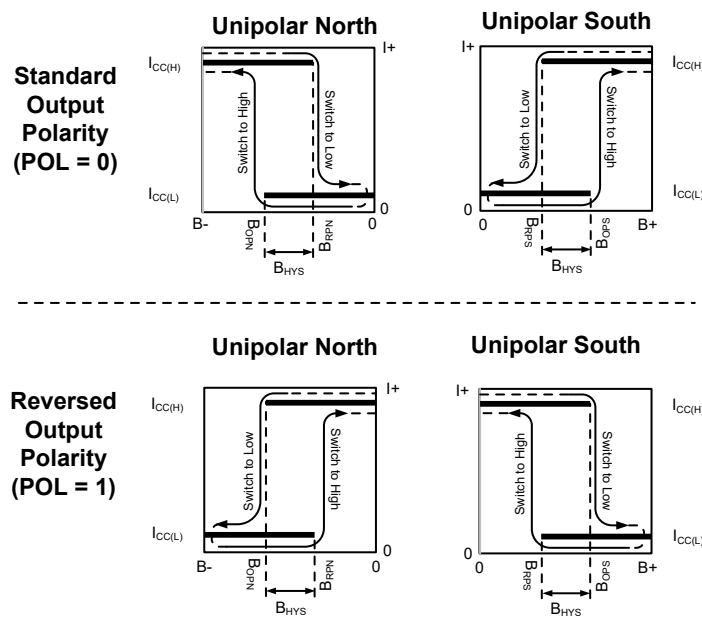 Unipolar North
Unipolar South
Standard
Output
Polarity
(POL = 0)
I+
ICC(H)
Switch to High
Switch to Low
ICC(L)
0
B-
BOPN
BRPN
0
BHYS
I+
ICC(H)
Switch to Low
Switch to High
ICC(L)
0
BRPS
BOPS
B+
BHYS
Unipolar North
Unipolar South
Reversed
Output
Polarity
(POL = 1)
I+
ICC(H)
Switch to Low
Switch to High
ICC(L)
0
B-
BOPN
BRPN
0
BHYS
I+
ICC(H)
Switch to High
Switch to Low
ICC(L)
0
0
BRPS
BOPS
B+
BHYS